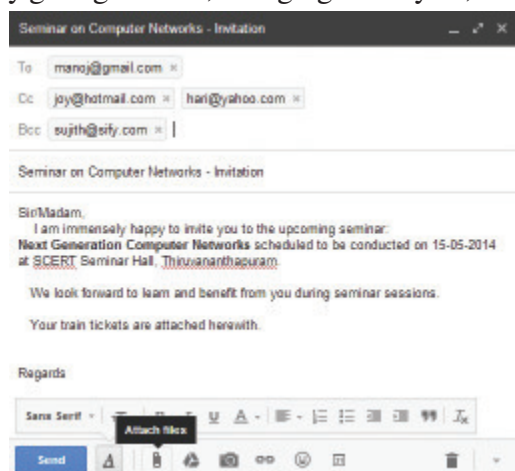 Seminar on Computer Networks - Invitation
To manoj@gmail.com ×
Cc joy@hotmail.com × hari@yahoo.com ×
Bcc sujith@sify.com ×
Seminar on Computer Networks - Invitation
Sir/Madam,
I am immensely happy to invite you to the upcoming seminar:
Next Generation Computer Networks scheduled to be conducted on 15-05-2014
at SCERT Seminar Hall, Thiruvananthapuram.
We look forward to learn and benefit from you during seminar sessions.
Your train tickets are attached herewith.
Regards
Sans Serif U A
Attach files
Send A